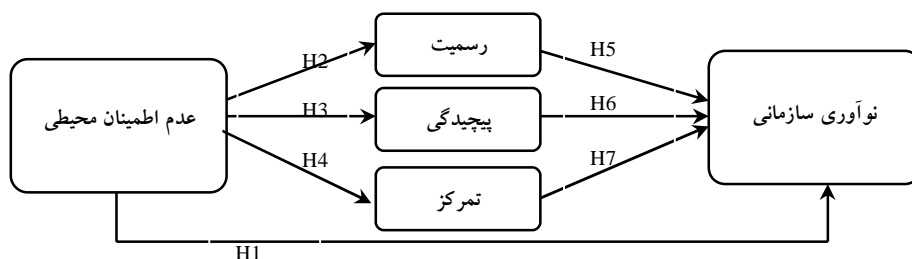 رسمیت
H5
H2
نوآوری سازمانی
عدم اطمینان محیطی
H3
پیچیدگی
H6
H4
H7
تمرکز
H1